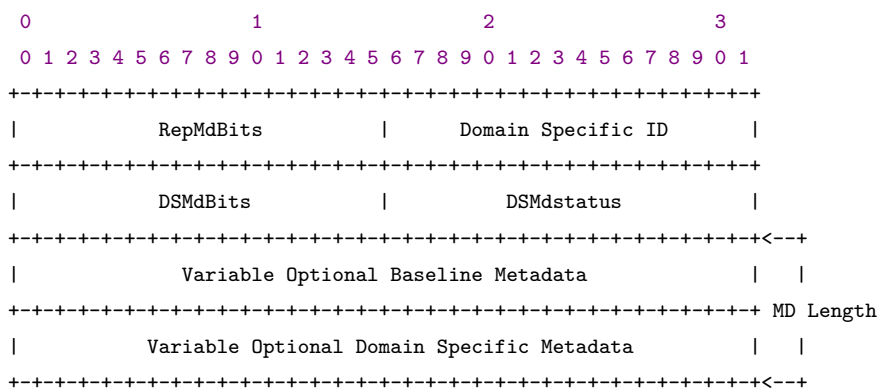 0                   1                   2                   3
0 1 2 3 4 5 6 7 8 9 0 1 2 3 4 5 6 7 8 9 0 1 2 3 4 5 6 7 8 9 0 1
+-+-+-+-+-+-+-+-+-+-+-+-+-+-+-+-+-+-+-+-+-+-+-+-+-+-+-+-+-+-+-+-+
|            RepMdBits          |      Domain Specific ID       |
+-+-+-+-+-+-+-+-+-+-+-+-+-+-+-+-+-+-+-+-+-+-+-+-+-+-+-+-+-+-+-+-+
|            DSMdBits           |          DSMdstatus           |
+-+-+-+-+-+-+-+-+-+-+-+-+-+-+-+-+-+-+-+-+-+-+-+-+-+-+-+-+-+-+-+-+<--+
|              Variable Optional Baseline Metadata              |   |
+-+-+-+-+-+-+-+-+-+-+-+-+-+-+-+-+-+-+-+-+-+-+-+-+-+-+-+-+-+-+-+-+ MD Length
|           Variable Optional Domain Specific Metadata          |   |
+-+-+-+-+-+-+-+-+-+-+-+-+-+-+-+-+-+-+-+-+-+-+-+-+-+-+-+-+-+-+-+-+<--+